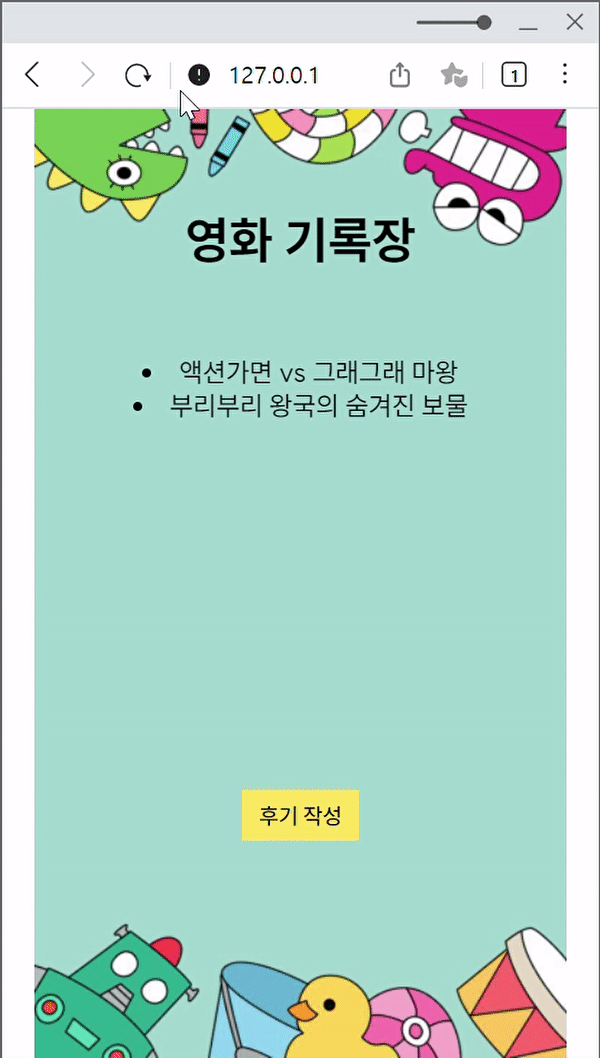 127.0.0.1
1
영화 기록장
액션가면 vs 그래그래 마왕
부리부리 왕국의 숨겨진 보물
후기 작성